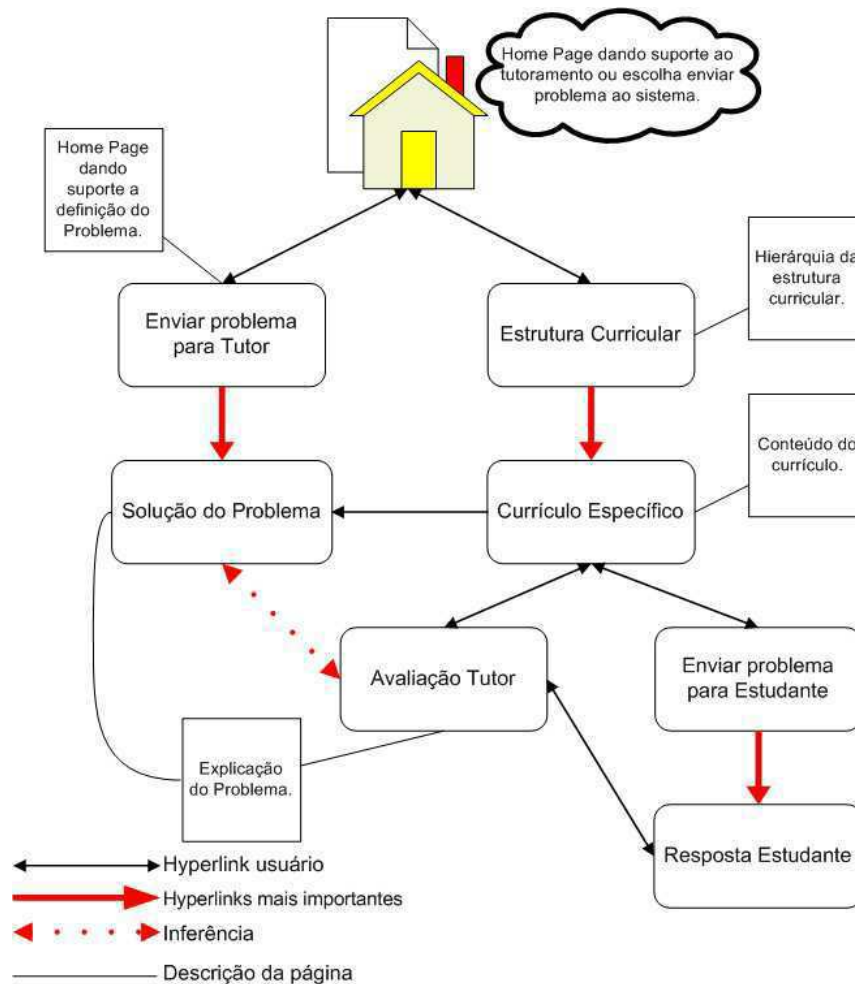 Home Page dando suporte ao
tutoramento ou escolha enviar
problema ao sistema.
Home Page
dando
suporte a
definição do
Problema.
Hierárquia da
estrutura
curricular.
Enviar problema
para Tutor
Estrutura Curricular
Conteúdo do
currículo.
Solução do Problema
Currículo Específico
Avaliação Tutor
Enviar problema
para Estudante
Explicação
do Problema.
Resposta Estudante
Hyperlink usuário
Hyperlinks mais importantes
Inferência
Descrição da página